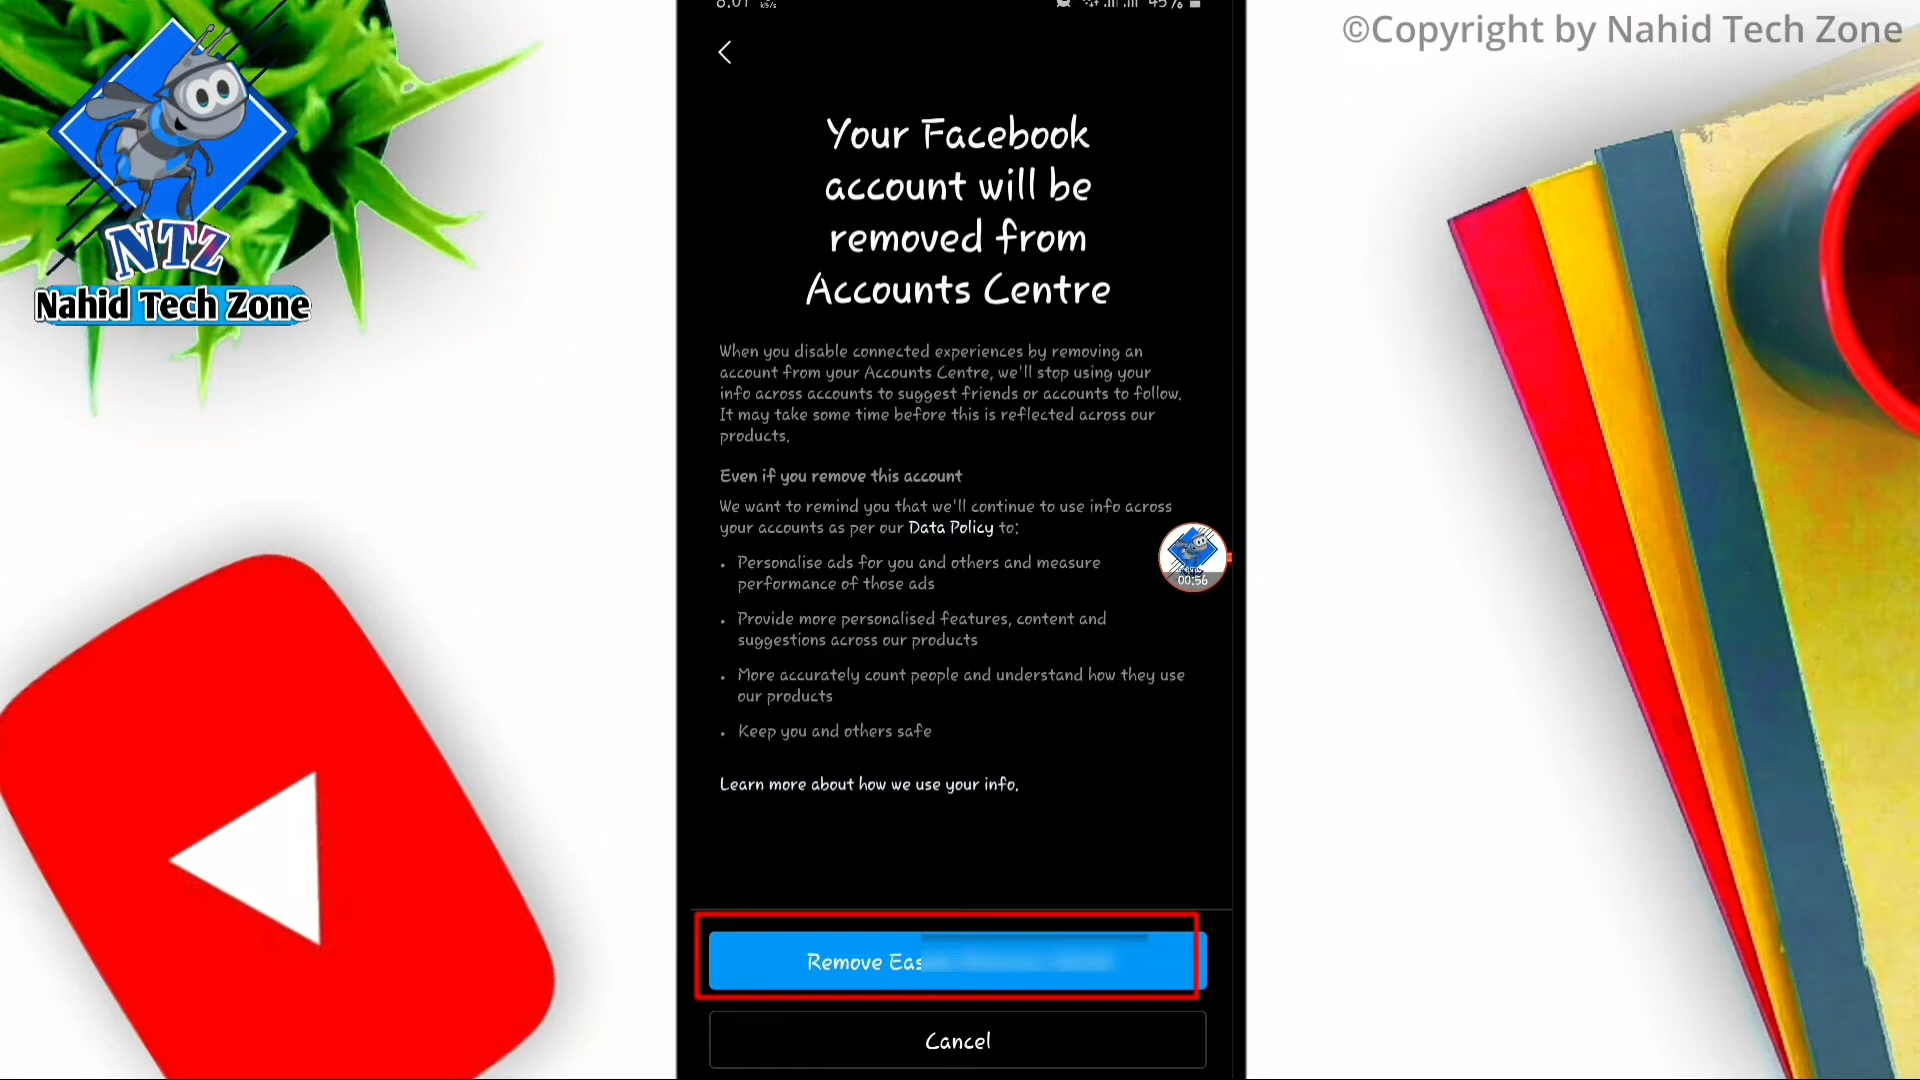 ©Copyright by Nahid Tech Zone
NTZ
Nahid Tech Zone
45%
Your Facebook
account will be
removed from
Accounts Centre
When you disable connected experiences by removing an
account from your Accounts Centre, we'll stop using your
info across accounts to suggest friends or accounts to follow.
It may take some time before this is reflected across our
products.
Even if you remove this account
We want to remind you that we'll continue to use info across
your accounts as per our Data Policy to:
• Personalise ads for you and others and measure
performance of those ads
• Provide more personalised features, content and
suggestions across our products
• More accurately count people and understand how they use
our products
• Keep you and others safe
00:56
Learn more about how we use your info.
Remove
Cancel